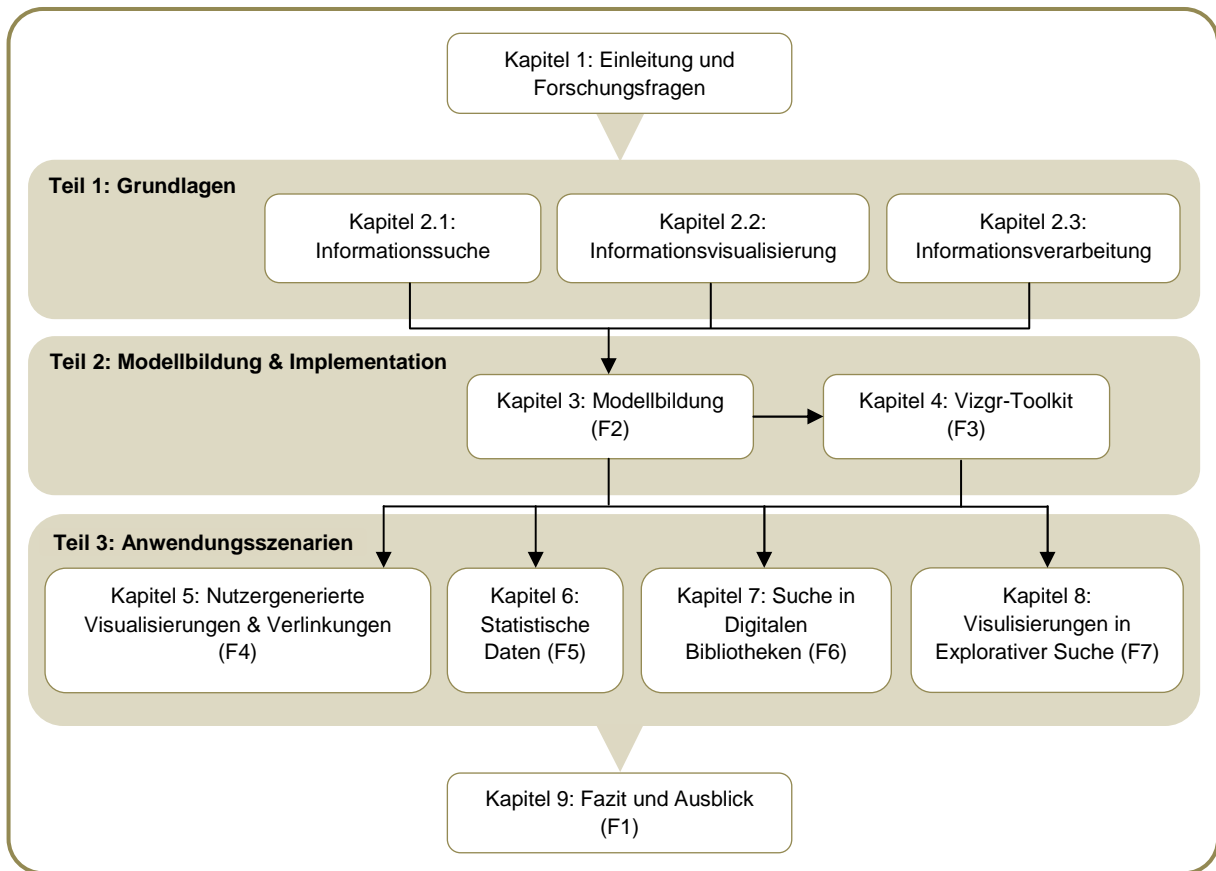 Kapitel 1: Einleitung und
Forschungsfragen
Teil 1: Grundlagen
Kapitel 2.1:
Informationssuche
Kapitel 2.2:
Informationsvisualisierung
Kapitel 2.3:
Informationsverarbeitung
Teil 2: Modellbildung & Implementation
Kapitel 3: Modellbildung
(F2)
Kapitel 4: Vizgr-Toolkit
(F3)
Teil 3: Anwendungsszenarien
Kapitel 5: Nutzergenerierte
Visualisierungen & Verlinkungen
(F4)
Kapitel 6:
Statistische
Daten (F5)
Kapitel 7: Suche in
Digitalen
Bibliotheken (F6)
Kapitel 8:
Visulisierungen in
Explorativer Suche (F7)
Kapitel 9: Fazit und Ausblick
(F1)